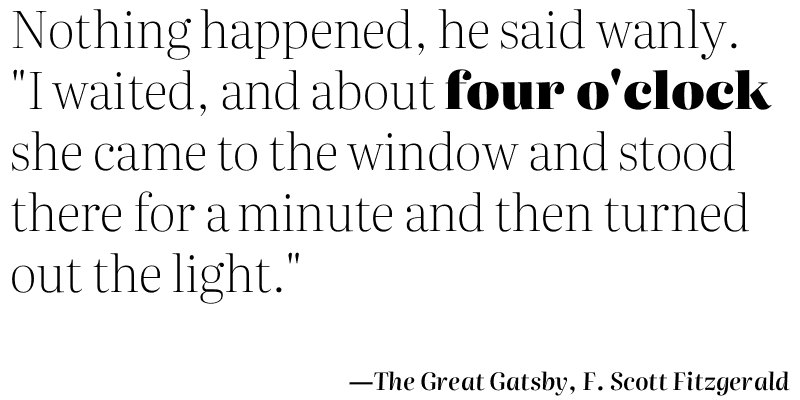 Nothing happened, he said wanly.
"I waited, and about four o'clock
she came to the window and stood
there for a minute and then turned
out the light."
—The Great Gatsby, F. Scott Fitzgerald